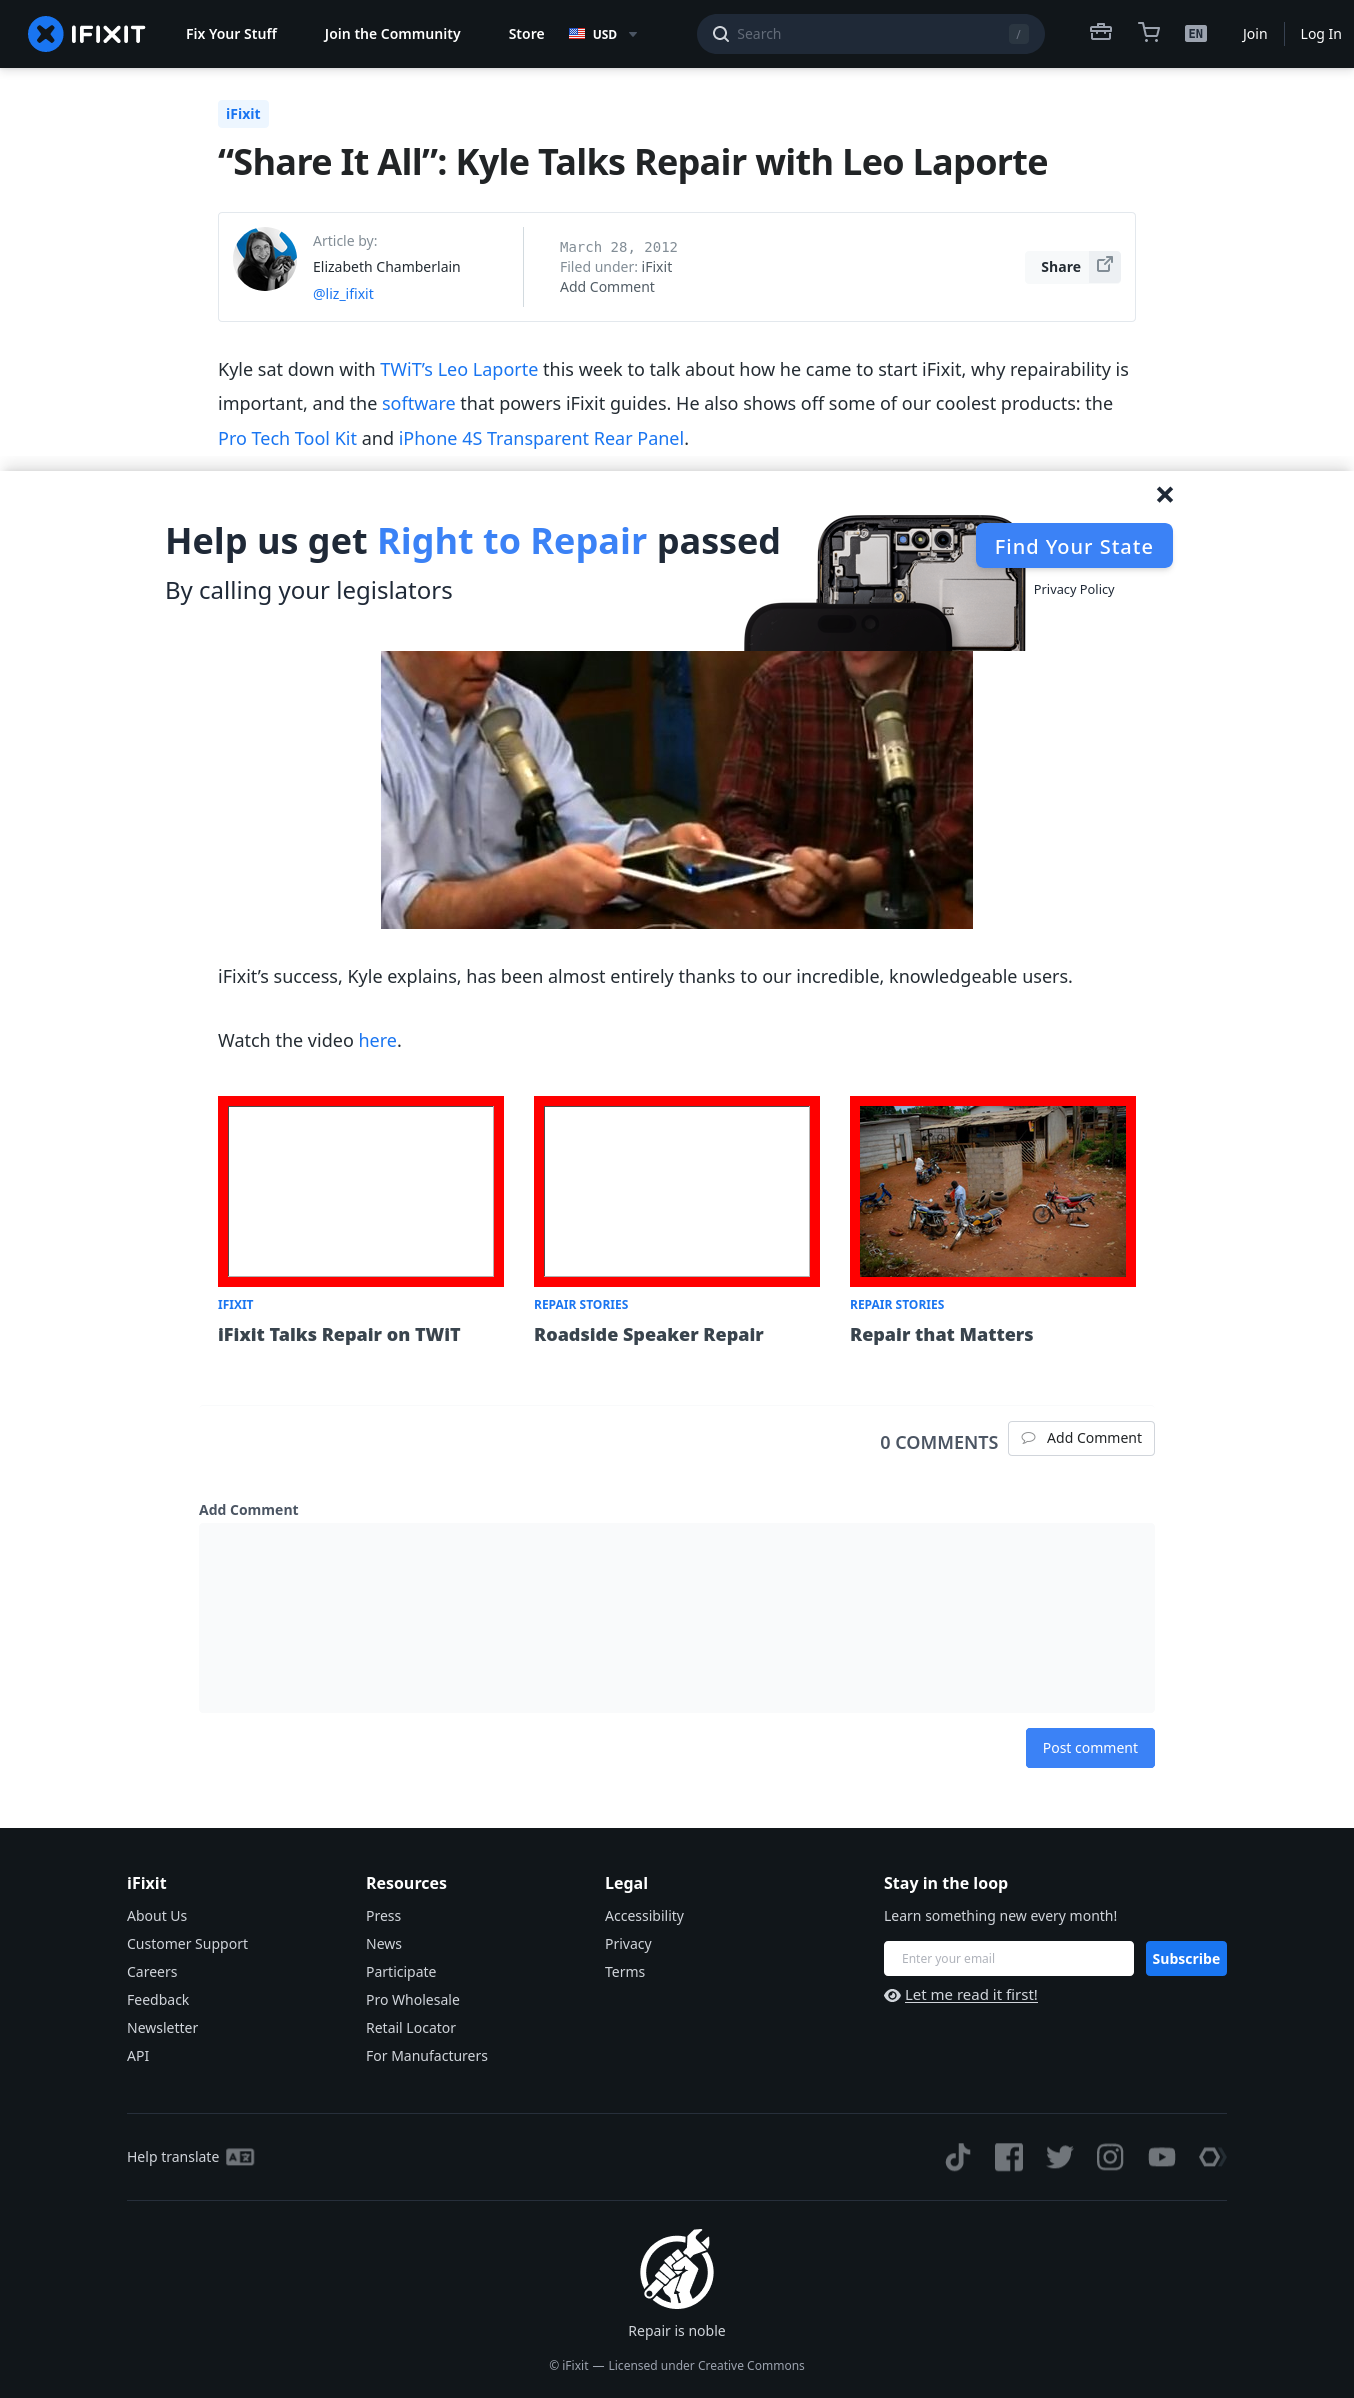 IFIXIT
Fix Your Stuff
Join the Community
Store
USD
Search
/
EN
Join
Log In
iFixit
“Share It All”: Kyle Talks Repair with Leo Laporte
Article by:
Elizabeth Chamberlain
@liz_ifixit
March 28, 2012
Filed under: iFixit
Add Comment
Share
Kyle sat down with TWiT’s Leo Laporte this week to talk about how he came to start iFixit, why repairability is
important, and the software that powers iFixit guides. He also shows off some of our coolest products: the
Pro Tech Tool Kit and iPhone 4S Transparent Rear Panel.
Help us get Right to Repair passed
By calling your legislators
Find Your State
Privacy Policy
iFixit’s success, Kyle explains, has been almost entirely thanks to our incredible, knowledgeable users.
Watch the video here.
IFIXIT
iFixit Talks Repair on TWiT
REPAIR STORIES
Roadside Speaker Repair
REPAIR STORIES
Repair that Matters
0 COMMENTS
Add Comment
Add Comment
Post comment
iFixit
About Us
Customer Support
Careers
Feedback
Newsletter
API
Resources
Press
News
Participate
Pro Wholesale
Retail Locator
For Manufacturers
Legal
Accessibility
Privacy
Terms
Stay in the loop
Learn something new every month!
Enter your email
Subscribe
Let me read it first!
Help translate
Repair is noble
© iFixit — Licensed under Creative Commons